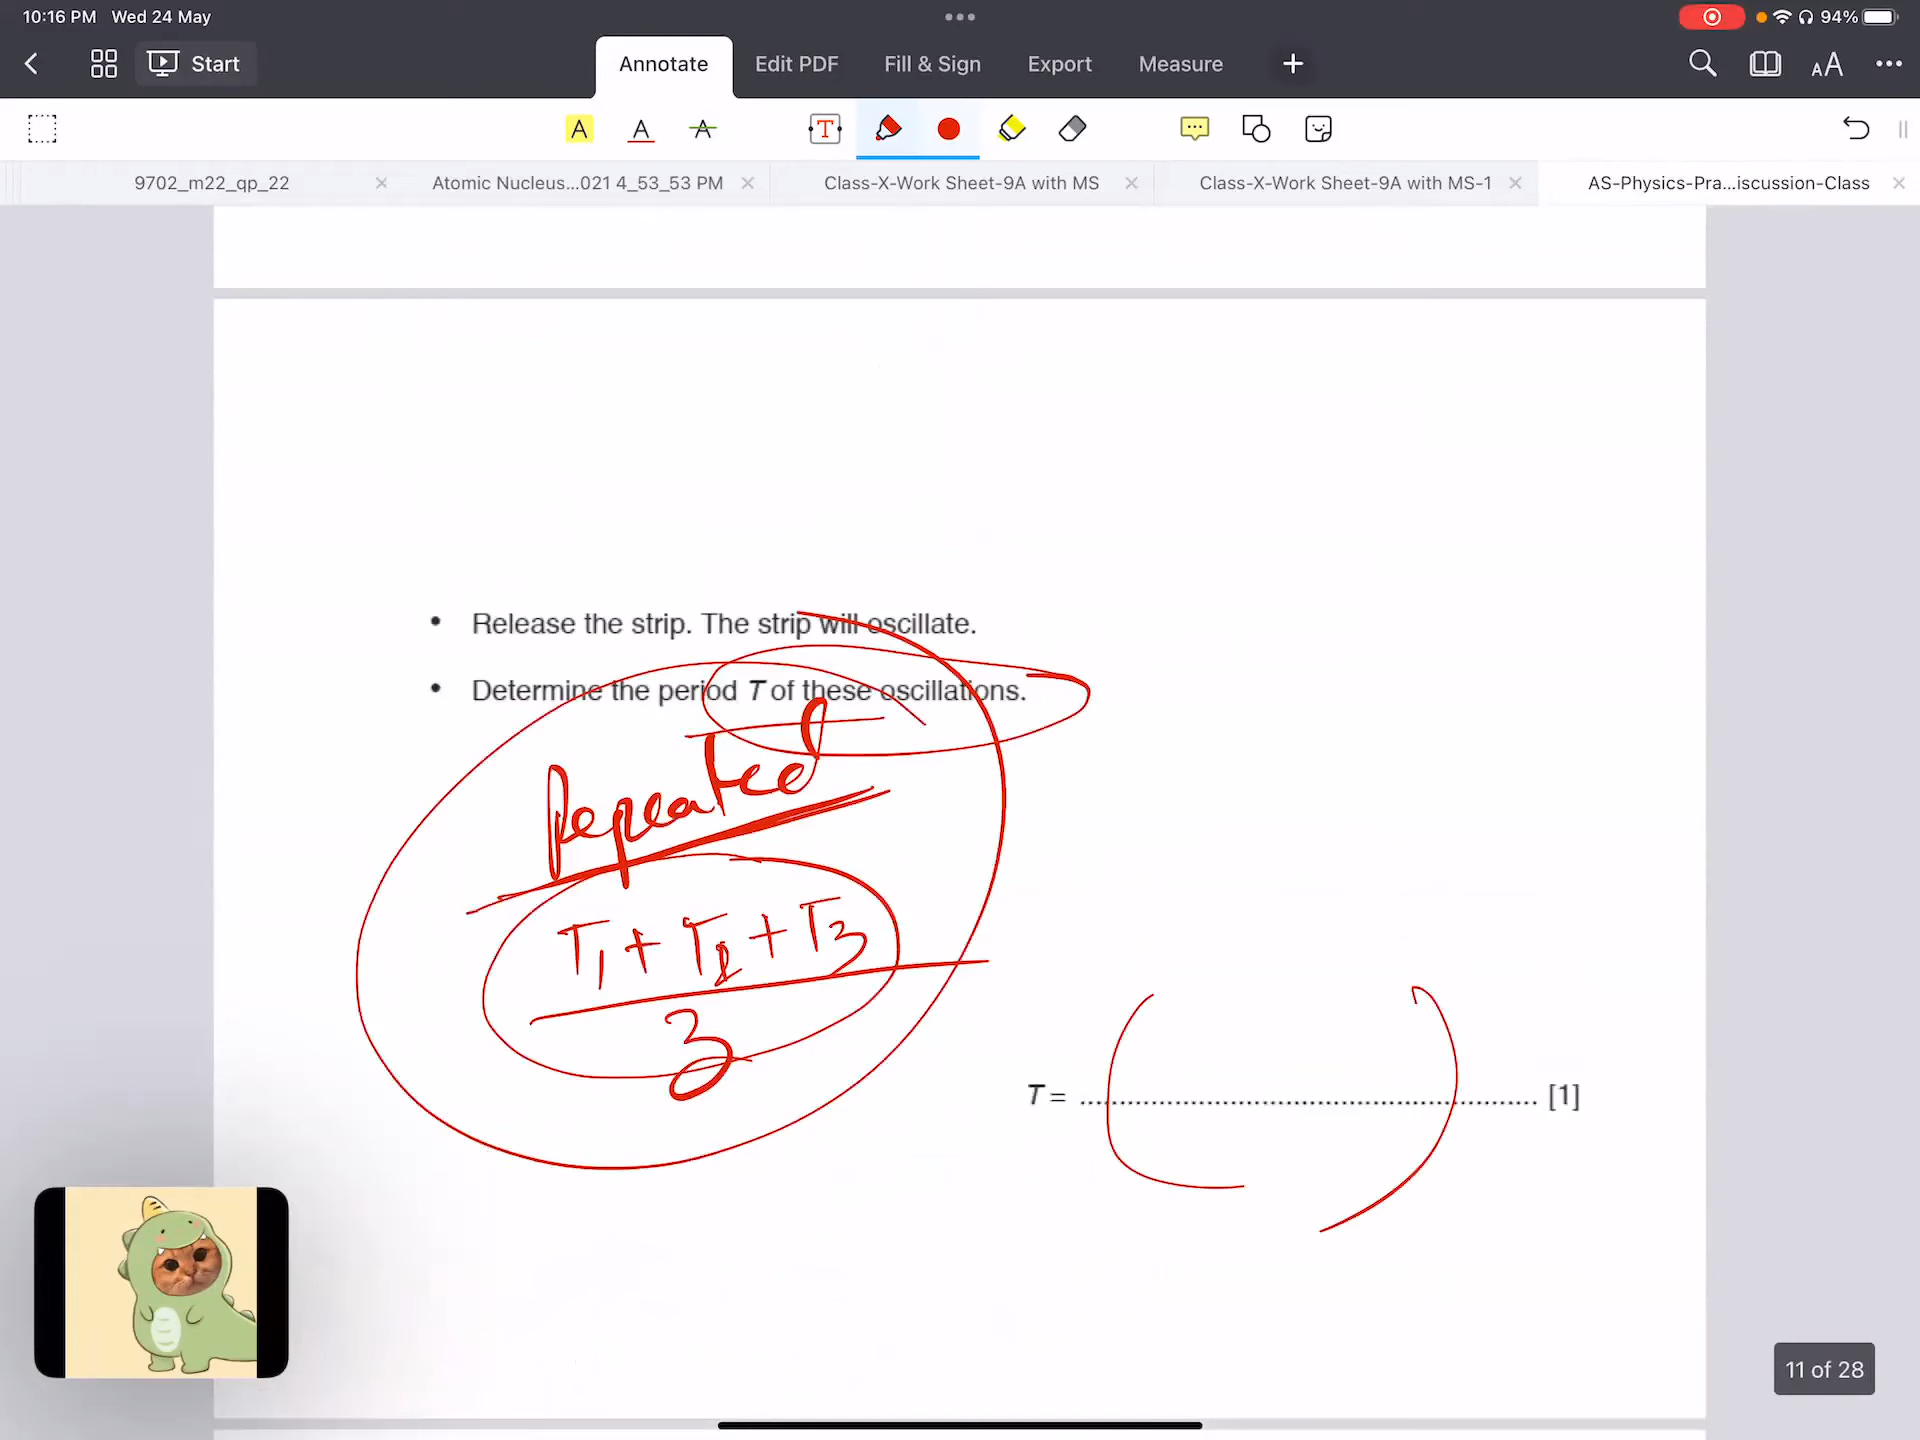 10:16 PM Wed 24 May
94%
Start
Annotate
Edit PDF
Fill & Sign
Export
Measure
9702_m22_qp_22
Atomic Nucleus...021 4_53_53 PM
Class-X-Work Sheet-9A with MS
Class-X-Work Sheet-9A with MS-1
AS-Physics-Pra...iscussion-Class
• Release the strip. The strip will oscillate.
• Determine the period T of these oscillations.
Repeated
T1 + T2 + T3
3
T = ........................................................ [1]
11 of 28